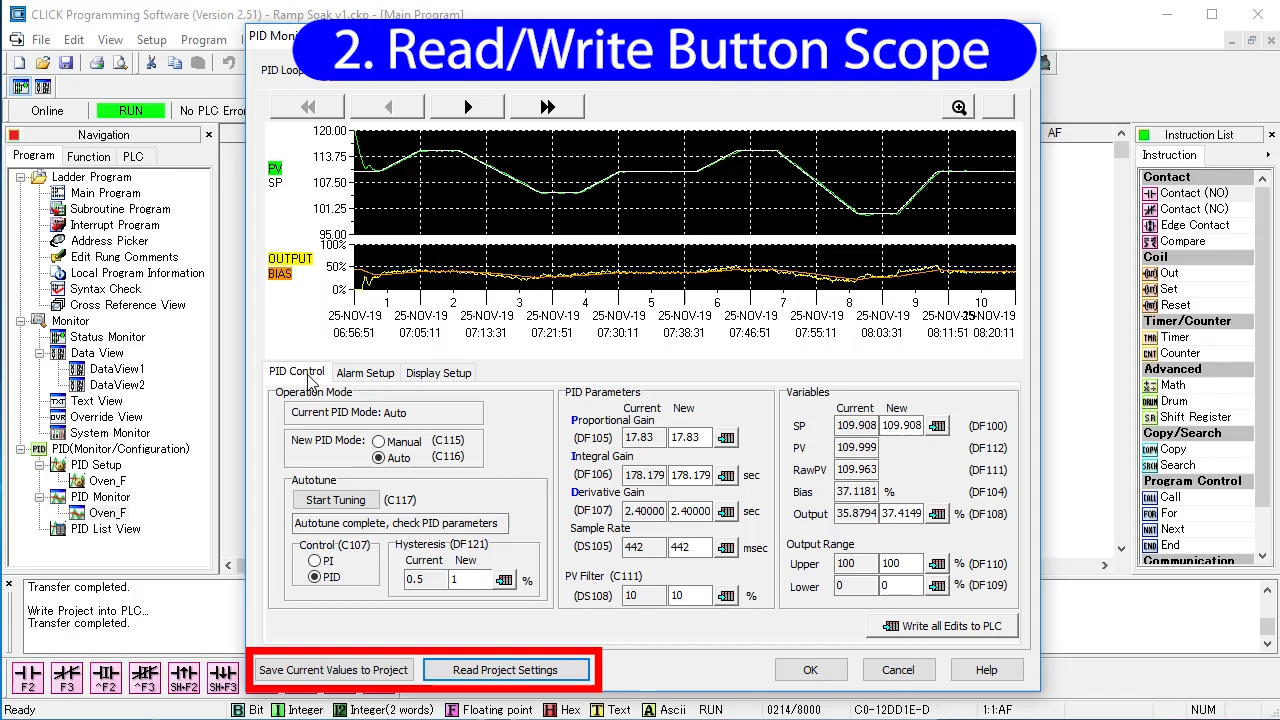 CLICK Programming Software (Version 2.51) - Ramp Soak v1.ckp - [Main Program]
File Edit View Setup Program
2. Read/Write Button Scope
PID Loop
Online RUN No PLC Error
Navigation
Program Function PLC
Ladder Program
Main Program
Subroutine Program
Interrupt Program
Address Picker
Edit Rung Comments
Local Program Information
Syntax Check
Cross Reference View
Monitor
Status Monitor
Data View
DataView1
DataView2
Text View
Override View
System Monitor
PID(Monitor/Configuration)
PID Setup
Oven_F
PID Monitor
Oven_F
PID List View
120.00
113.75
PV
SP
107.50
101.25
95.00
100%
OUTPUT
50%
BIAS
0%
1 2 3 4 5 6 7 8 9 10
25-NOV-19 25-NOV-19 25-NOV-19 25-NOV-19 25-NOV-19 25-NOV-19 25-NOV-19 25-NOV-19 25-NOV-19 25-NOV-19
06:56:51 07:05:11 07:13:31 07:21:51 07:30:11 07:38:31 07:46:51 07:55:11 08:03:31 08:11:51 08:20:11
PID Control Alarm Setup Display Setup
Operation Mode
Current PID Mode: Auto
New PID Mode: Manual (C115)
Auto (C116)
Autotune
Start Tuning (C117)
Autotune complete, check PID parameters
Control (C107)
PI
PID
Hysteresis (DF121)
Current New
0.5 1 %
PID Parameters
Current New
Proportional Gain
(DF105) 17.83 17.83
Integral Gain
(DF106) 178.179 178.179 sec
Derivative Gain
(DF107) 2.40000 2.40000 sec
Sample Rate
(DS105) 442 442 msec
PV Filter (C111)
(DS108) 10 10 %
Variables
Current New
SP 109.908 109.908 (DF100)
PV 109.999 (DF112)
RawPV 109.963 (DF111)
Bias 37.1181 % (DF104)
Output 35.8794 37.4149 % (DF108)
Output Range
Upper 100 100 % (DF110)
Lower 0 0 % (DF109)
Write all Edits to PLC
Save Current Values to Project Read Project Settings OK Cancel Help
AF
Instruction List
Instruction
Contact
Contact (NO)
Contact (NC)
Edge Contact
Compare
Coil
Out
Set
Reset
Timer/Counter
TMR Timer
CNT Counter
Advanced
Math
DRUM Drum
SR Shift Register
Copy/Search
COPY Copy
SRCH Search
Program Control
CALL Call
FOR For
NEXT Next
END End
Communication
Transfer completed.
Write Project into PLC...
Transfer completed.
F2 F3 ^F2 ^F3 SH+F2 SH+F3
Ready B Bit I Integer I2 Integer(2 words) F Floating point H Hex T Text A Ascii RUN 0214/8000 C0-12DD1E-D 1:1:AF NUM